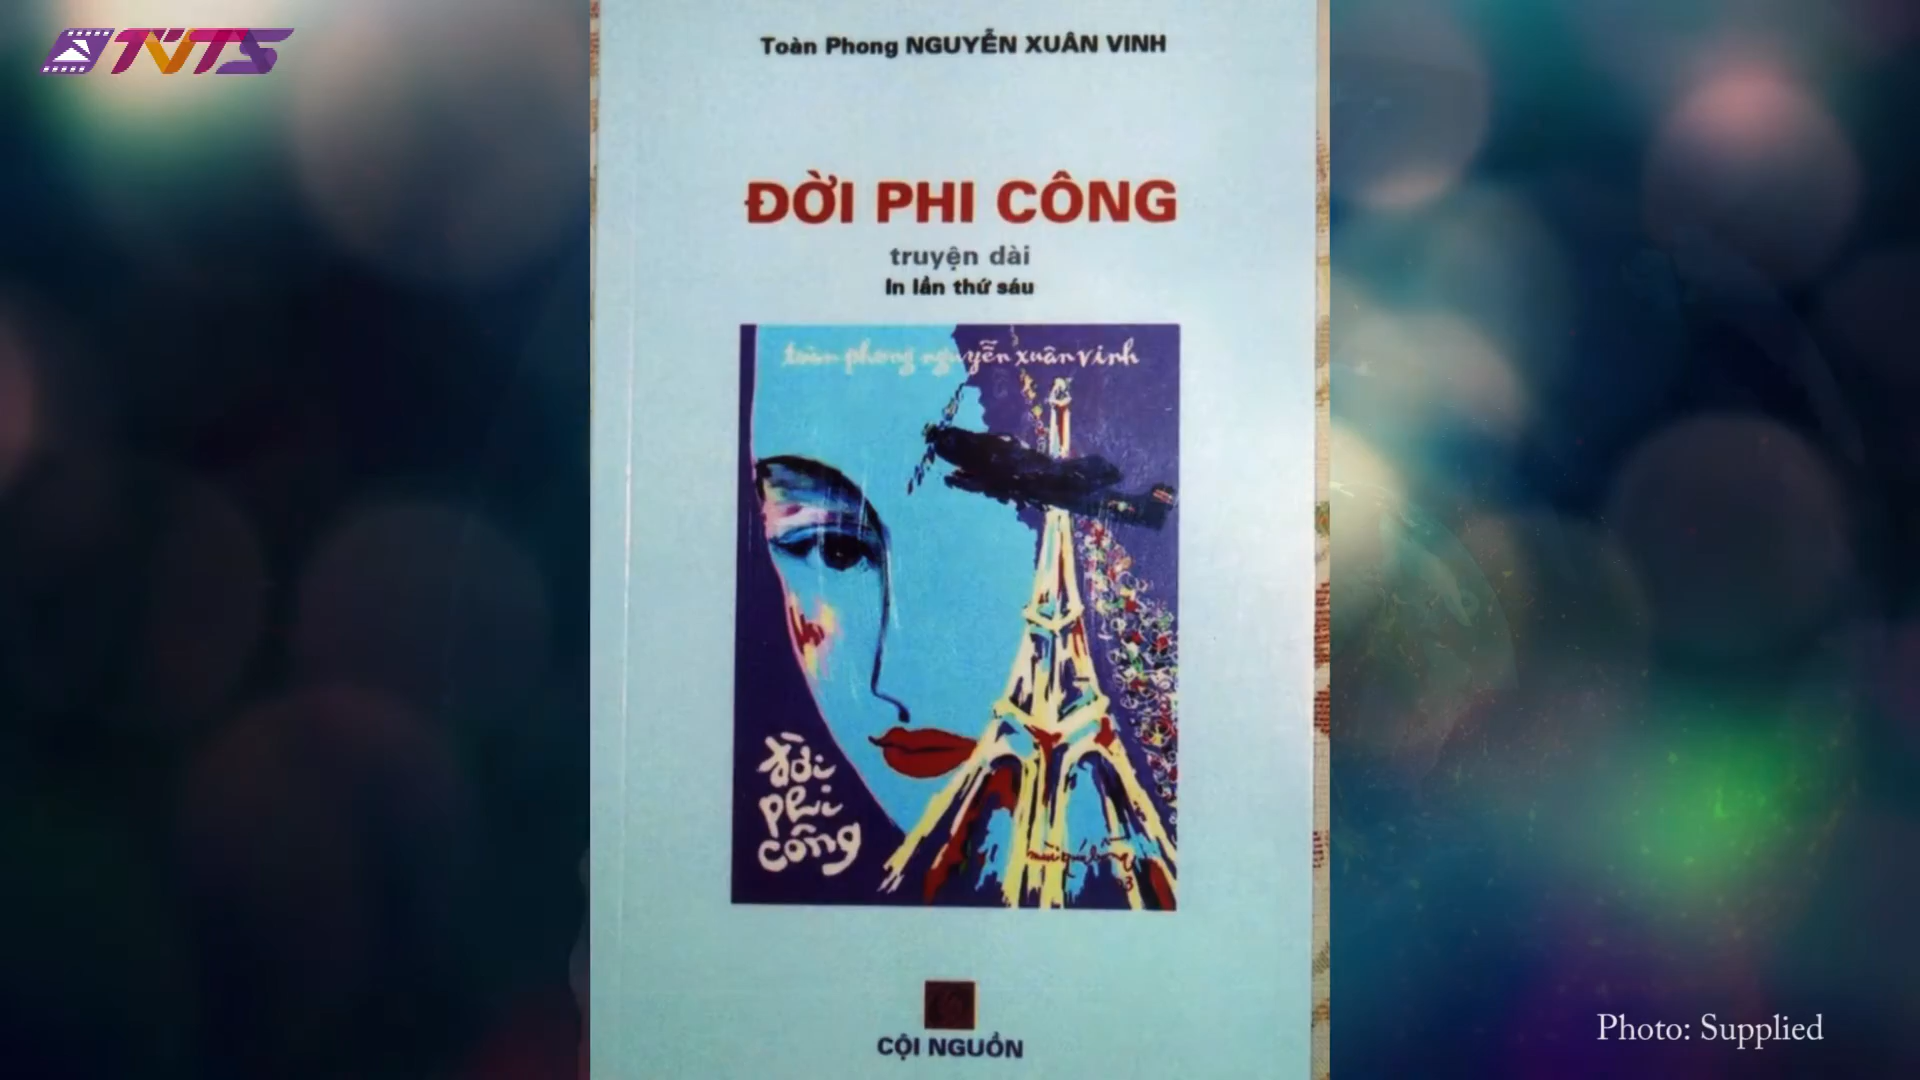 TVTS
Toàn Phong NGUYỄN XUÂN VINH
ĐỜI PHI CÔNG
truyện dài
In lần thứ sáu
toàn phong nguyễn xuân vinh
đời
phi
công
CỘI NGUỒN
Photo: Supplied